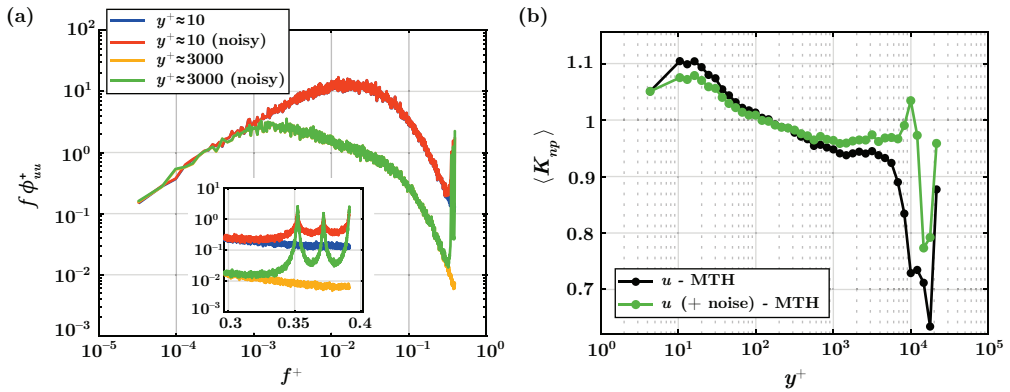 (a)
y⁺≈10
y⁺≈10 (noisy)
y⁺≈3000
y⁺≈3000 (noisy)
10²
10¹
10⁰
10⁻¹
10⁻²
10⁻³
f ϕ⁺ᵤᵤ
10¹
10⁰
10⁻¹
10⁻²
10⁻³
0.3 0.35 0.4
10⁻⁵ 10⁻⁴ 10⁻³ 10⁻² 10⁻¹ 10⁰
f⁺
(b)
1.1
1
0.9
0.8
0.7
⟨Kₙₚ⟩
u - MTH
u (+ noise) - MTH
10⁰ 10¹ 10² 10³ 10⁴ 10⁵
y⁺